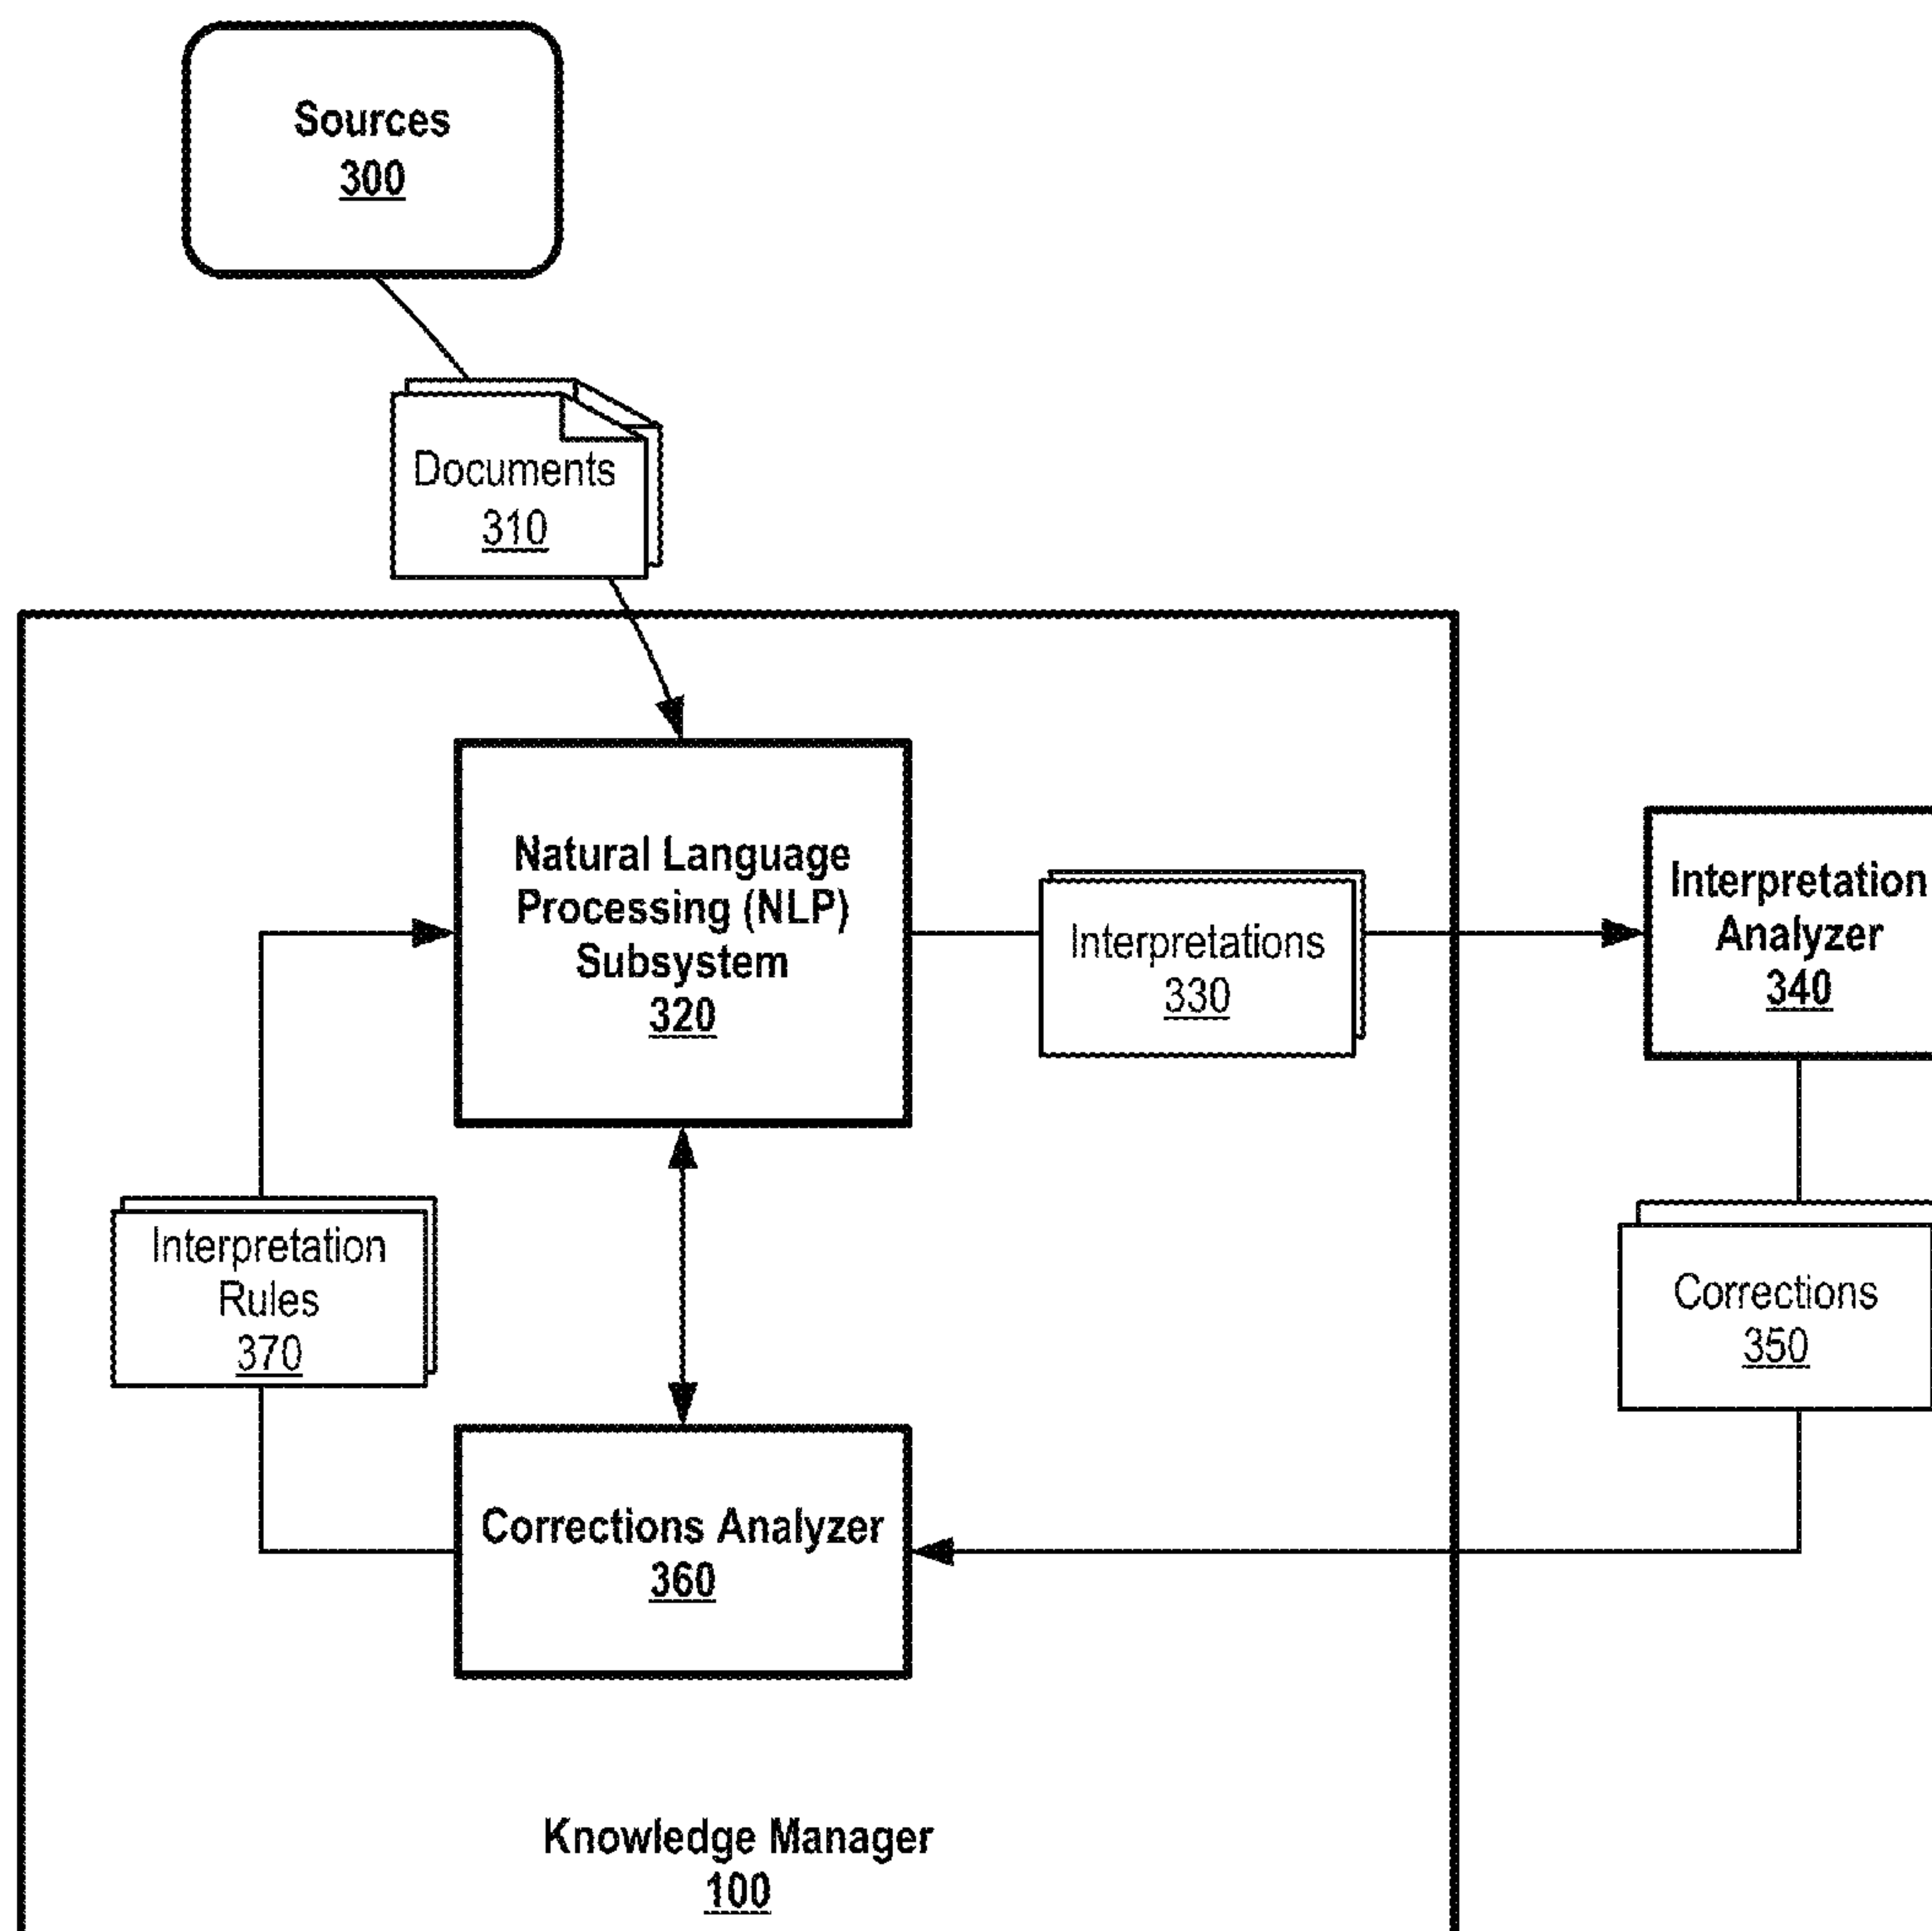 Sources
300
Documents
310
Natural Language
Processing (NLP)
Subsystem
320
Interpretations
330
Interpretation
Analyzer
340
Interpretation
Rules
370
Corrections
350
Corrections Analyzer
360
Knowledge Manager
100